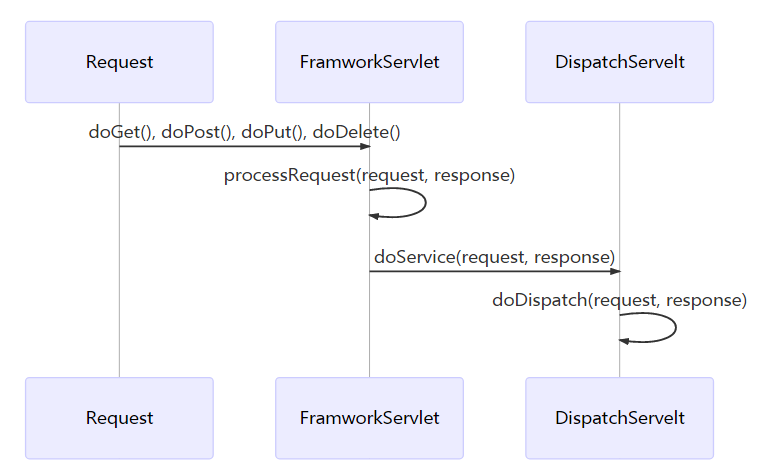 Request
FramworkServlet
DispatchServelt
doGet(), doPost(), doPut(), doDelete()
processRequest(request, response)
doService(request, response)
doDispatch(request, response)
Request
FramworkServlet
DispatchServelt